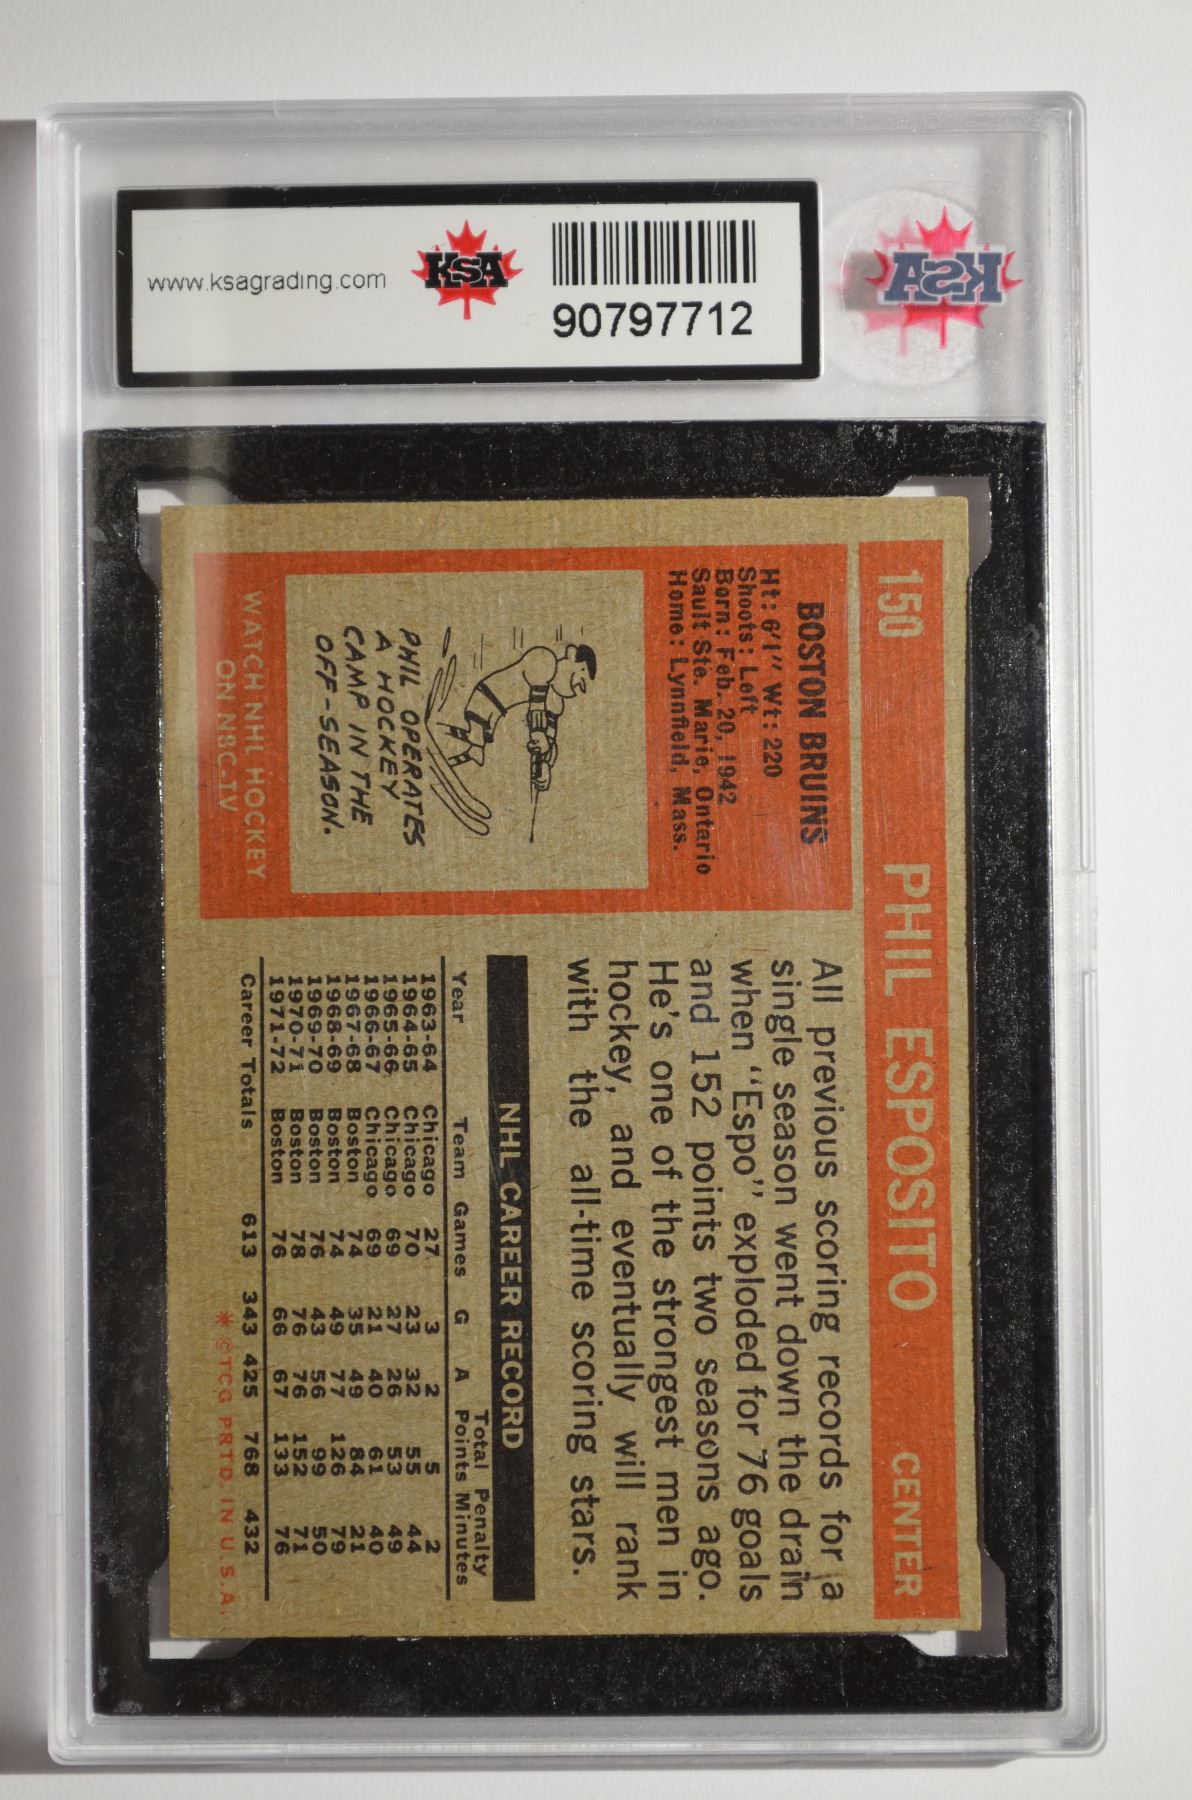 www.ksagrading.com
KSA
90797712
KSA
150
PHIL ESPOSITO
CENTER
BOSTON BRUINS
Ht: 6'1" Wt: 220
Shoots: Left
Born: Feb. 20, 1942
Sault Ste. Marie, Ontario
Home: Lynnfield, Mass.
PHIL OPERATES
A HOCKEY
CAMP IN THE
OFF-SEASON.
WATCH NHL HOCKEY
ON NBC-TV
All previous scoring records for a
single season went down the drain
when "Espo" exploded for 76 goals
and 152 points two seasons ago.
He's one of the strongest men in
hockey, and eventually will rank
with the all-time scoring stars.
NHL CAREER RECORD
Total Penalty
Year Team Games G A Points Minutes
1963-64 Chicago 27 3 2 5 2
1964-65 Chicago 70 23 32 55 44
1965-66 Chicago 69 27 26 53 49
1966-67 Chicago 69 21 40 61 40
1967-68 Boston 74 35 49 84 21
1968-69 Boston 74 49 77 126 79
1969-70 Boston 76 43 56 99 50
1970-71 Boston 78 76 76 152 71
1971-72 Boston 76 66 67 133 76
Career Totals 613 343 425 768 432
* © T.C.G. PRTD. IN U.S.A.